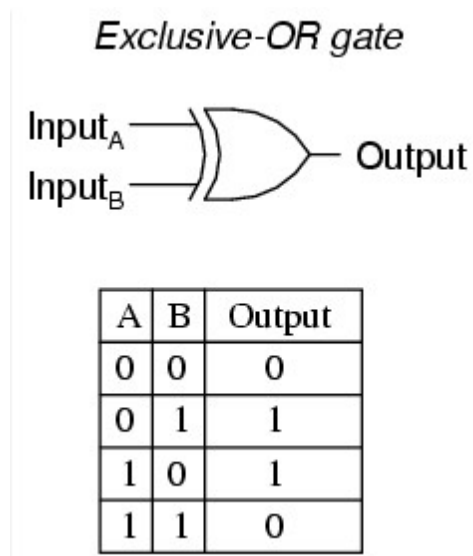 Exclusive-OR gate
InputA
Output
InputB
A B Output
0 0 0
0 1 1
1 0 1
1 1 0